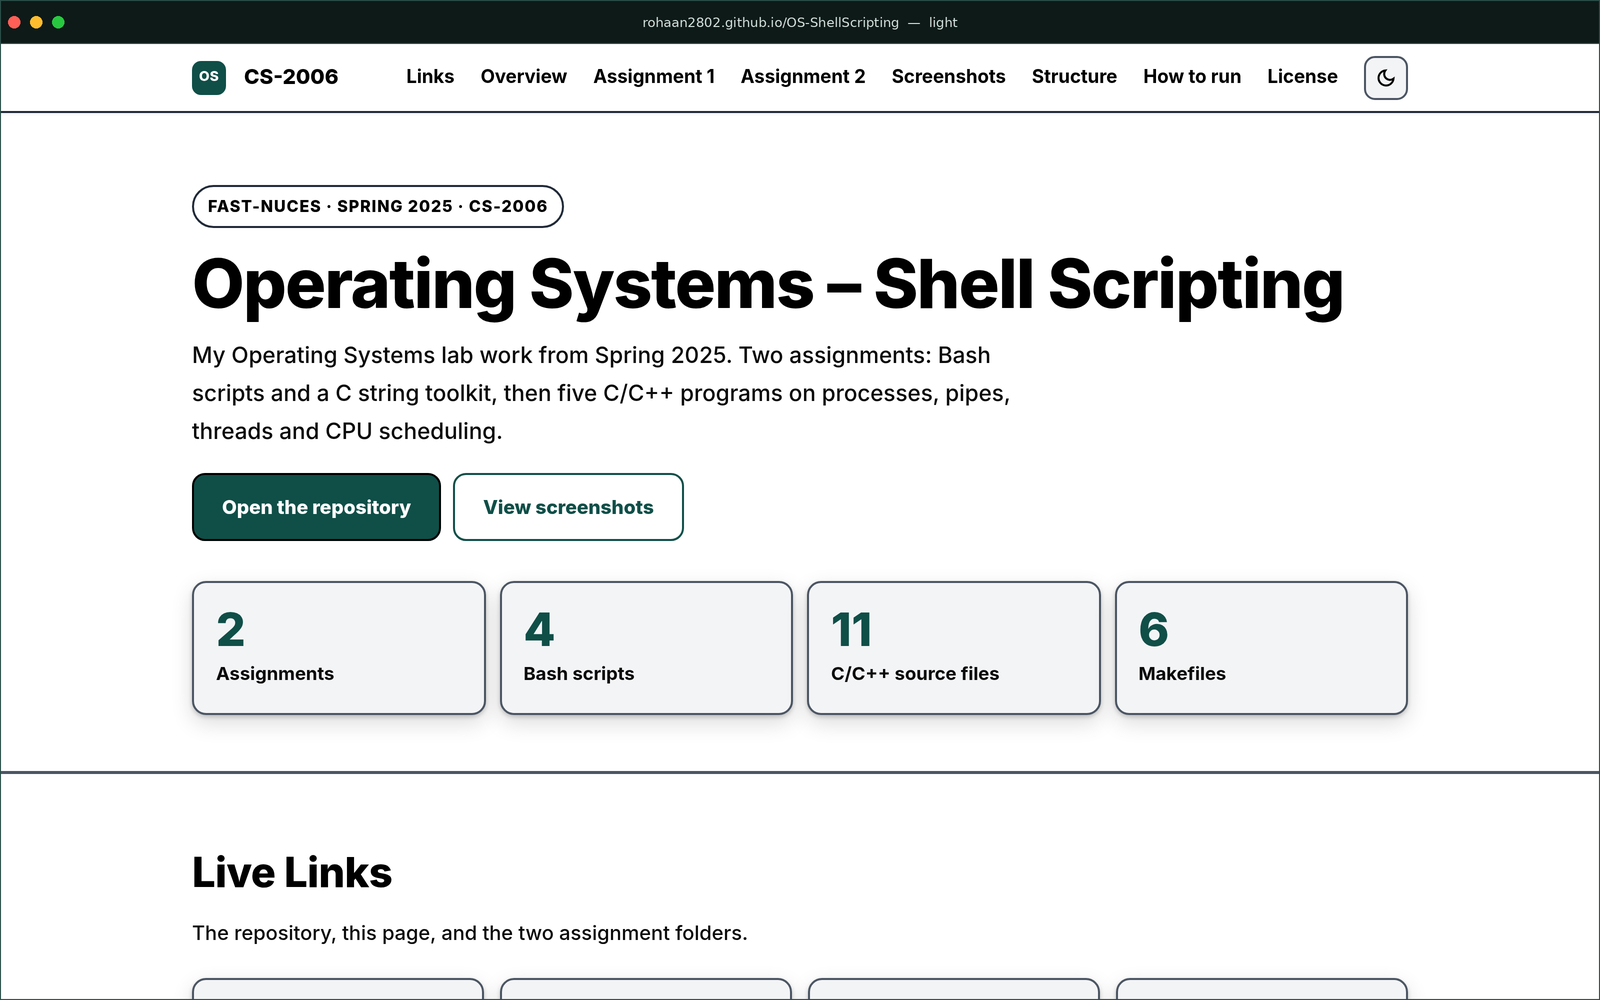 rohaan2802.github.io/OS-ShellScripting — light
OS CS-2006 Links Overview Assignment 1 Assignment 2 Screenshots Structure How to run License
FAST-NUCES · SPRING 2025 · CS-2006
Operating Systems – Shell Scripting
My Operating Systems lab work from Spring 2025. Two assignments: Bash
scripts and a C string toolkit, then five C/C++ programs on processes, pipes,
threads and CPU scheduling.
Open the repository View screenshots
2 4 11 6
Assignments Bash scripts C/C++ source files Makefiles
Live Links
The repository, this page, and the two assignment folders.